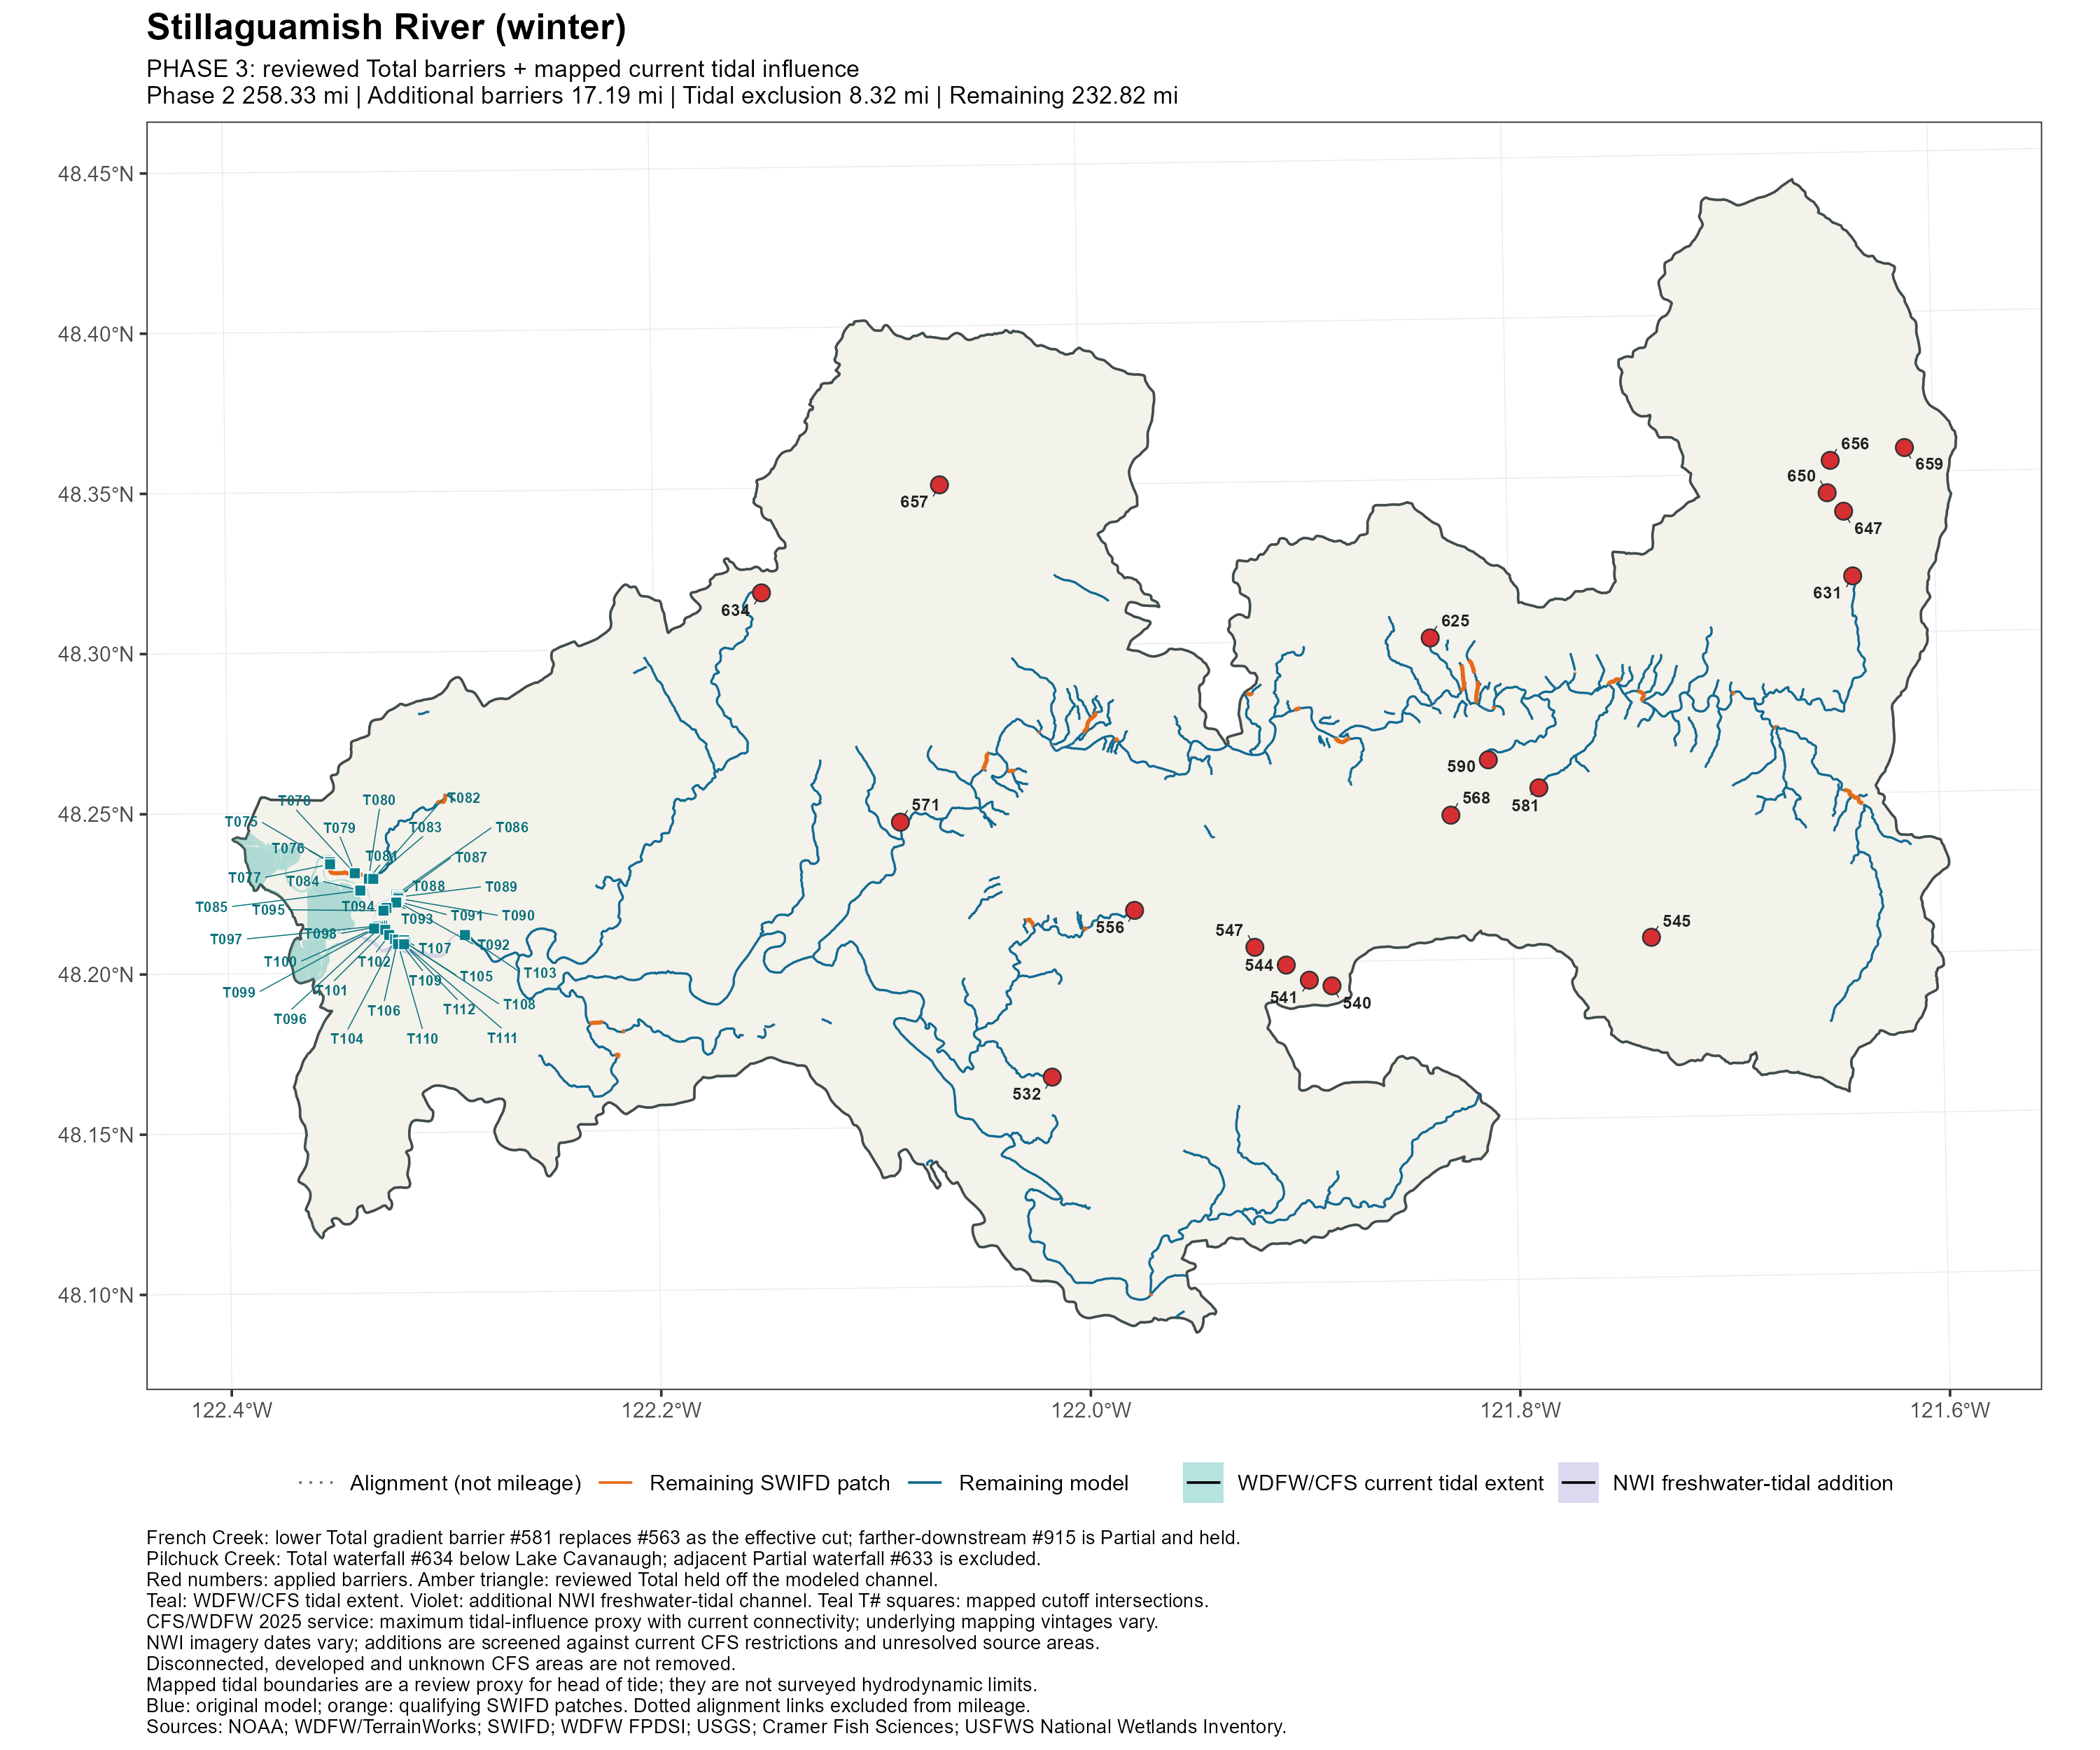 Stillaguamish River (winter)
PHASE 3: reviewed Total barriers + mapped current tidal influence
Phase 2 258.33 mi | Additional barriers 17.19 mi | Tidal exclusion 8.32 mi | Remaining 232.82 mi
48.45°N
48.40°N
48.35°N
48.30°N
48.25°N
48.20°N
48.15°N
48.10°N
656
659
650
647
657
631
634
625
590
568
581
571
556
547
544
541
540
545
532
T078
T080
T082
T075
T079
T083
T086
T076
T081
T087
T077
T084
T088
T089
T085
T095
T094
T093
T091
T090
T097
T098
T107
T092
T100
T102
T109
T105
T103
T099
T101
T096
T106
T112
T108
T104
T110
T111
122.4°W
122.2°W
122.0°W
121.8°W
121.6°W
Alignment (not mileage)
Remaining SWIFD patch
Remaining model
WDFW/CFS current tidal extent
NWI freshwater-tidal addition
French Creek: lower Total gradient barrier #581 replaces #563 as the effective cut; farther-downstream #915 is Partial and held.
Pilchuck Creek: Total waterfall #634 below Lake Cavanaugh; adjacent Partial waterfall #633 is excluded.
Red numbers: applied barriers. Amber triangle: reviewed Total held off the modeled channel.
Teal: WDFW/CFS tidal extent. Violet: additional NWI freshwater-tidal channel. Teal T# squares: mapped cutoff intersections.
CFS/WDFW 2025 service: maximum tidal-influence proxy with current connectivity; underlying mapping vintages vary.
NWI imagery dates vary; additions are screened against current CFS restrictions and unresolved source areas.
Disconnected, developed and unknown CFS areas are not removed.
Mapped tidal boundaries are a review proxy for head of tide; they are not surveyed hydrodynamic limits.
Blue: original model; orange: qualifying SWIFD patches. Dotted alignment links excluded from mileage.
Sources: NOAA; WDFW/TerrainWorks; SWIFD; WDFW FPDSI; USGS; Cramer Fish Sciences; USFWS National Wetlands Inventory.